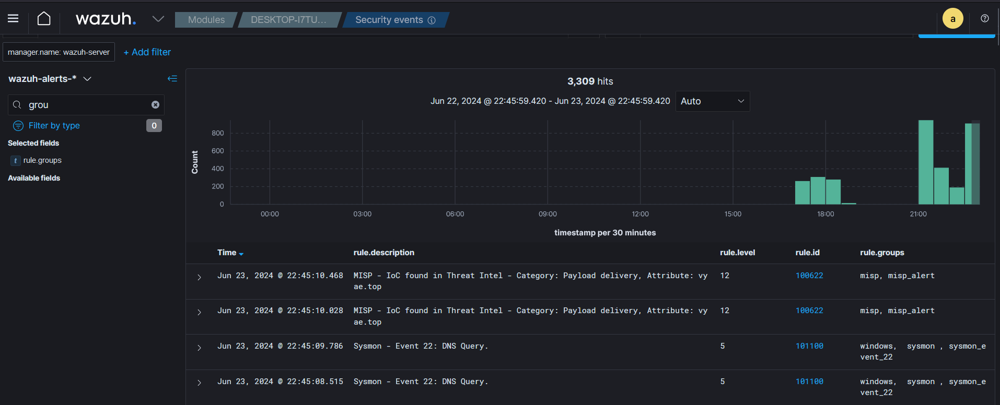 wazuh.
Modules
DESKTOP-I7TU...
Security events
a
manager.name: wazuh-server
+ Add filter
wazuh-alerts-*
grou
Filter by type
0
Selected fields
t rule.groups
Available fields
3,309 hits
Jun 22, 2024 @ 22:45:59.420 - Jun 23, 2024 @ 22:45:59.420
Auto
Count
800
600
400
200
0
00:00 03:00 06:00 09:00 12:00 15:00 18:00 21:00
timestamp per 30 minutes
Time rule.description rule.level rule.id rule.groups
Jun 23, 2024 @ 22:45:10.468 MISP - IoC found in Threat Intel - Category: Payload delivery, Attribute: vy 12 100622 misp, misp_alert
ae.top
Jun 23, 2024 @ 22:45:10.028 MISP - IoC found in Threat Intel - Category: Payload delivery, Attribute: vy 12 100622 misp, misp_alert
ae.top
Jun 23, 2024 @ 22:45:09.786 Sysmon - Event 22: DNS Query. 5 101100 windows, sysmon , sysmon_e
vent_22
Jun 23, 2024 @ 22:45:08.515 Sysmon - Event 22: DNS Query. 5 101100 windows, sysmon , sysmon_e
vent_22